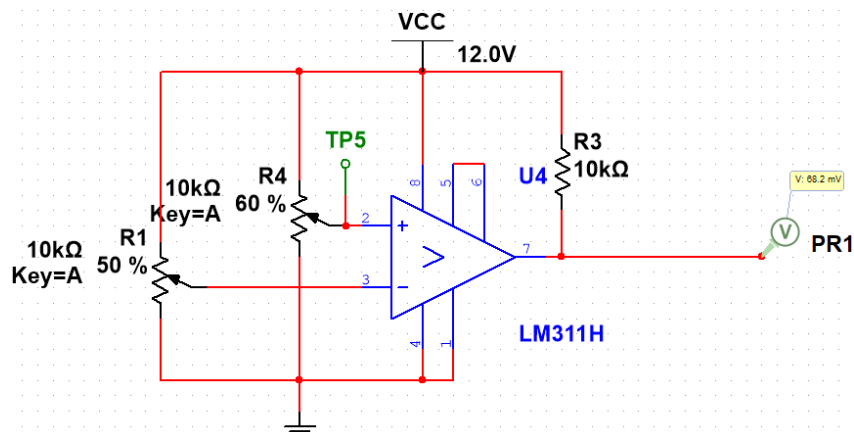 VCC
12.0V
TP5
R3
10kΩ
U4
8
5
6
V: 68.2 mV
10kΩ
R4
Key=A
60 %
2
+
10kΩ
R1
Key=A
50 %
3
−
>
7
V
PR1
LM311H
4
1